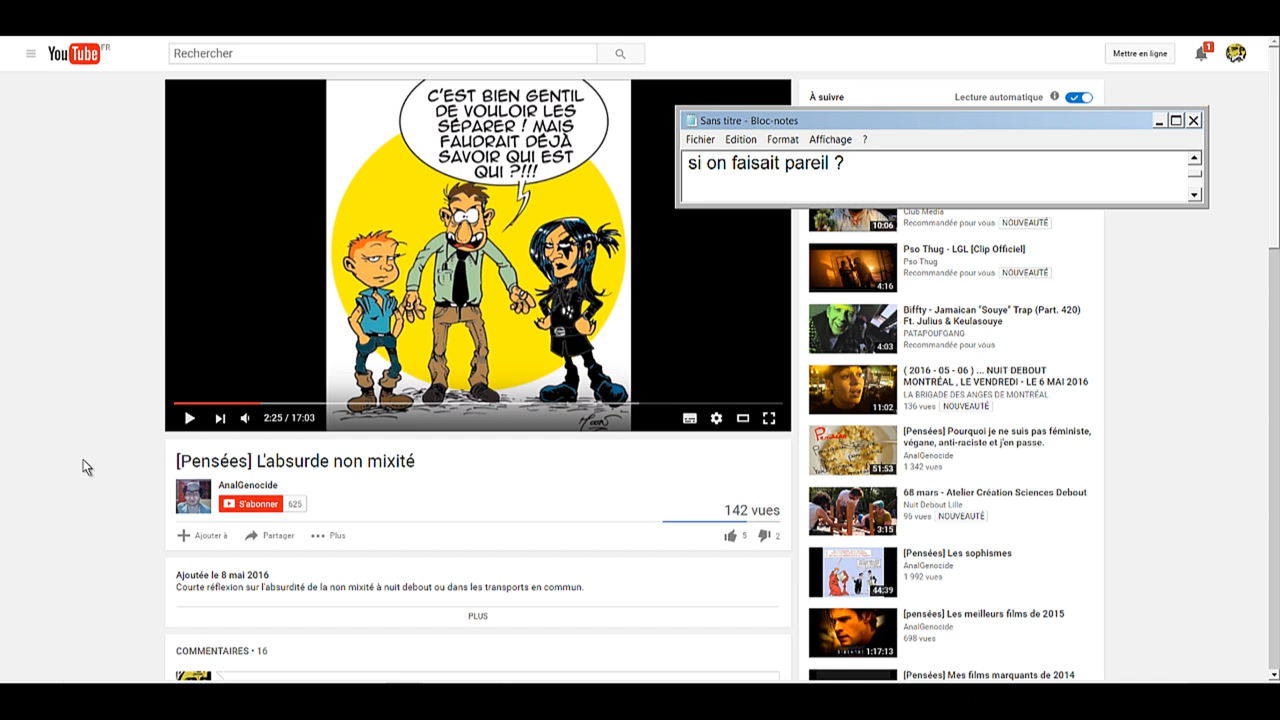 YouTube FR
Rechercher
Mettre en ligne
1
C'EST BIEN GENTIL
DE VOULOIR LES
SÉPARER ! MAIS
FAUDRAIT DÉJÀ
SAVOIR QUI EST
QUI ?!!!
2:25 / 17:03
À suivre
Lecture automatique
Sans titre - Bloc-notes
Fichier Edition Format Affichage ?
si on faisait pareil ?
Club Media
Recommandée pour vous NOUVEAUTÉ
10:06
Pso Thug - LGL [Clip Officiel]
Pso Thug
Recommandée pour vous NOUVEAUTÉ
4:16
Biffty - Jamaican "Souye" Trap (Part. 420)
Ft. Julius & Keulasouye
PATAPOUFGANG
Recommandée pour vous
4:03
( 2016 - 05 - 06 ) ... NUIT DEBOUT
MONTRÉAL , LE VENDREDI - LE 6 MAI 2016
LA BRIGADE DES ANGES DE MONTRÉAL
136 vues NOUVEAUTÉ
11:02
[Pensées] Pourquoi je ne suis pas féministe,
végane, anti-raciste et j'en passe.
AnalGenocide
1 342 vues
51:53
68 mars - Atelier Création Sciences Debout
Nuit Debout Lille
96 vues NOUVEAUTÉ
3:15
[Pensées] Les sophismes
AnalGenocide
1 992 vues
44:39
[pensées] Les meilleurs films de 2015
AnalGenocide
698 vues
1:17:13
[Pensées] Mes films marquants de 2014
[Pensées] L'absurde non mixité
AnalGenocide
S'abonner 625
142 vues
Ajouter à Partager Plus
5 2
Ajoutée le 8 mai 2016
Courte réflexion sur l'absurdité de la non mixité à nuit debout ou dans les transports en commun.
PLUS
COMMENTAIRES • 16